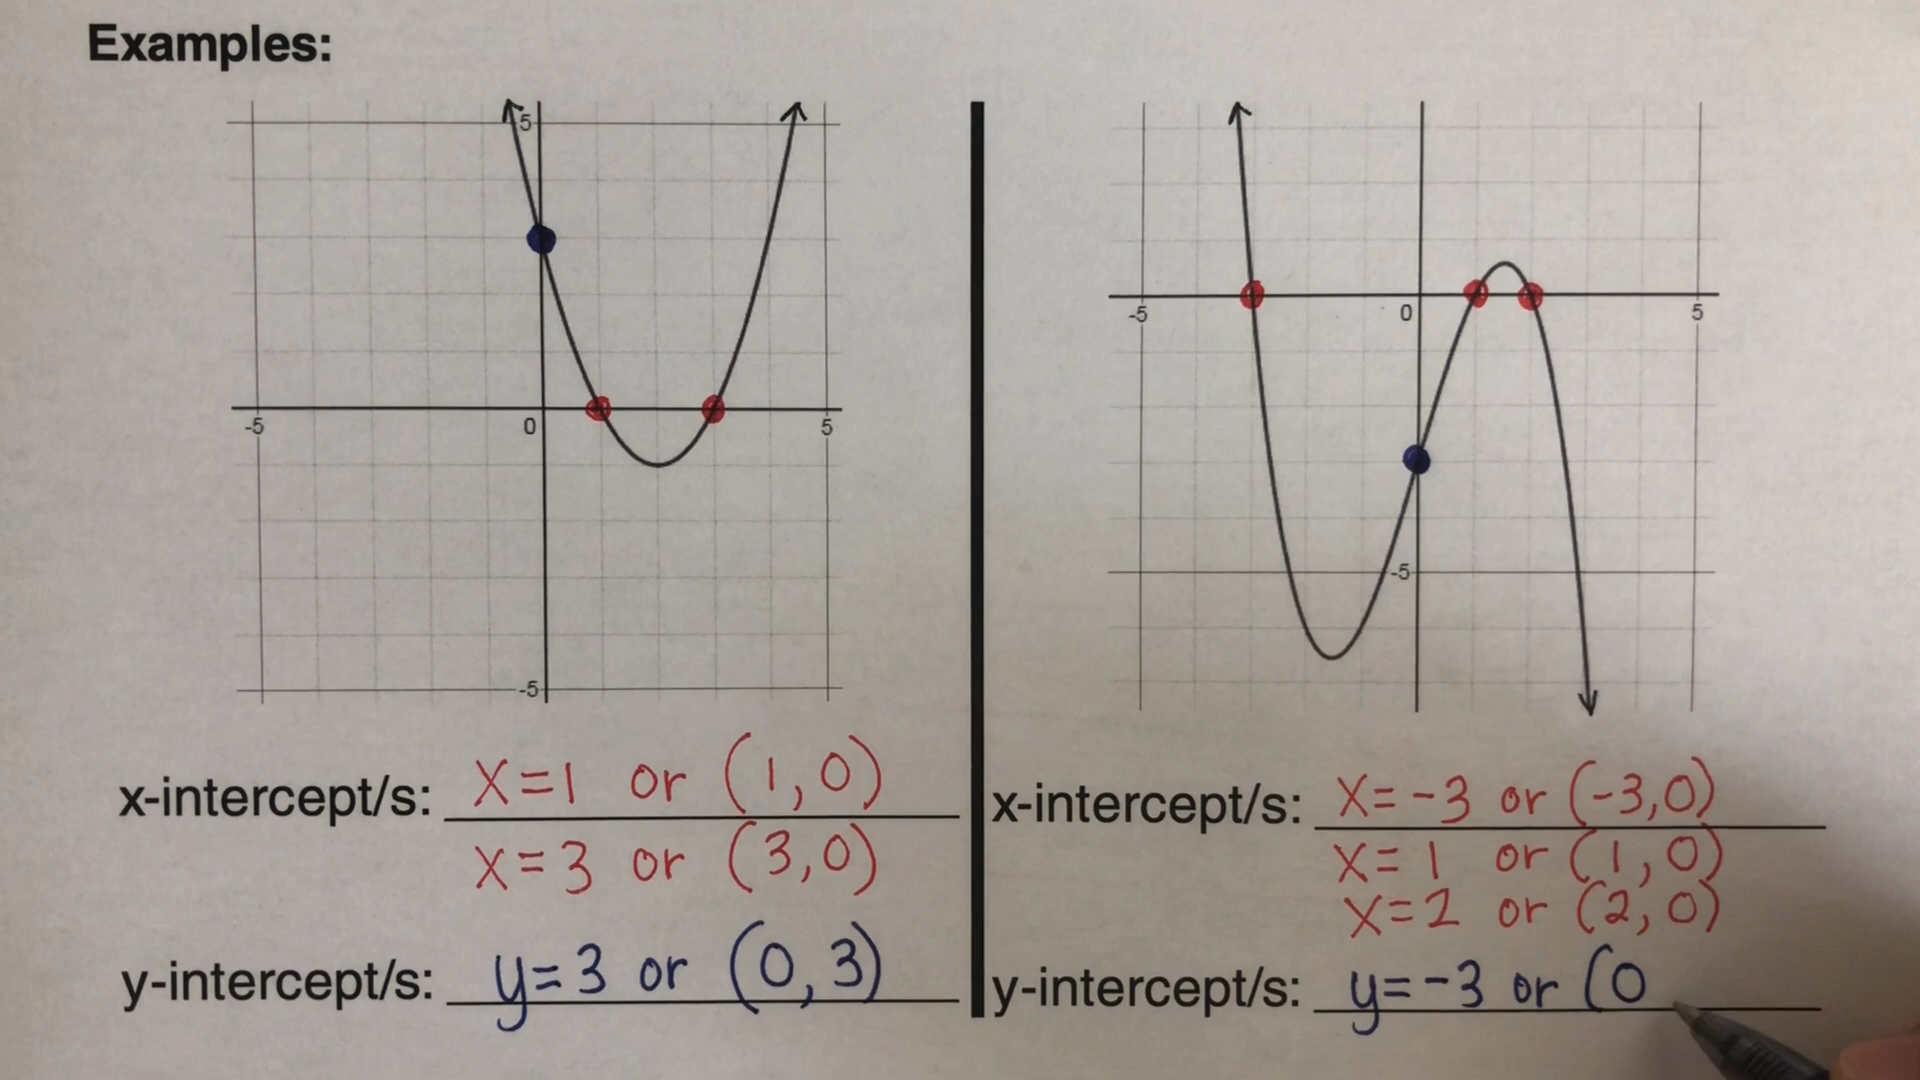 Examples:
5
-5 0 5
-5
x-intercept/s: x=1 or (1,0)
x=3 or (3,0)
y-intercept/s: y=3 or (0,3)
-5 0 5
-5
x-intercept/s: x=-3 or (-3,0)
x=1 or (1,0)
x=2 or (2,0)
y-intercept/s: y=-3 or (0